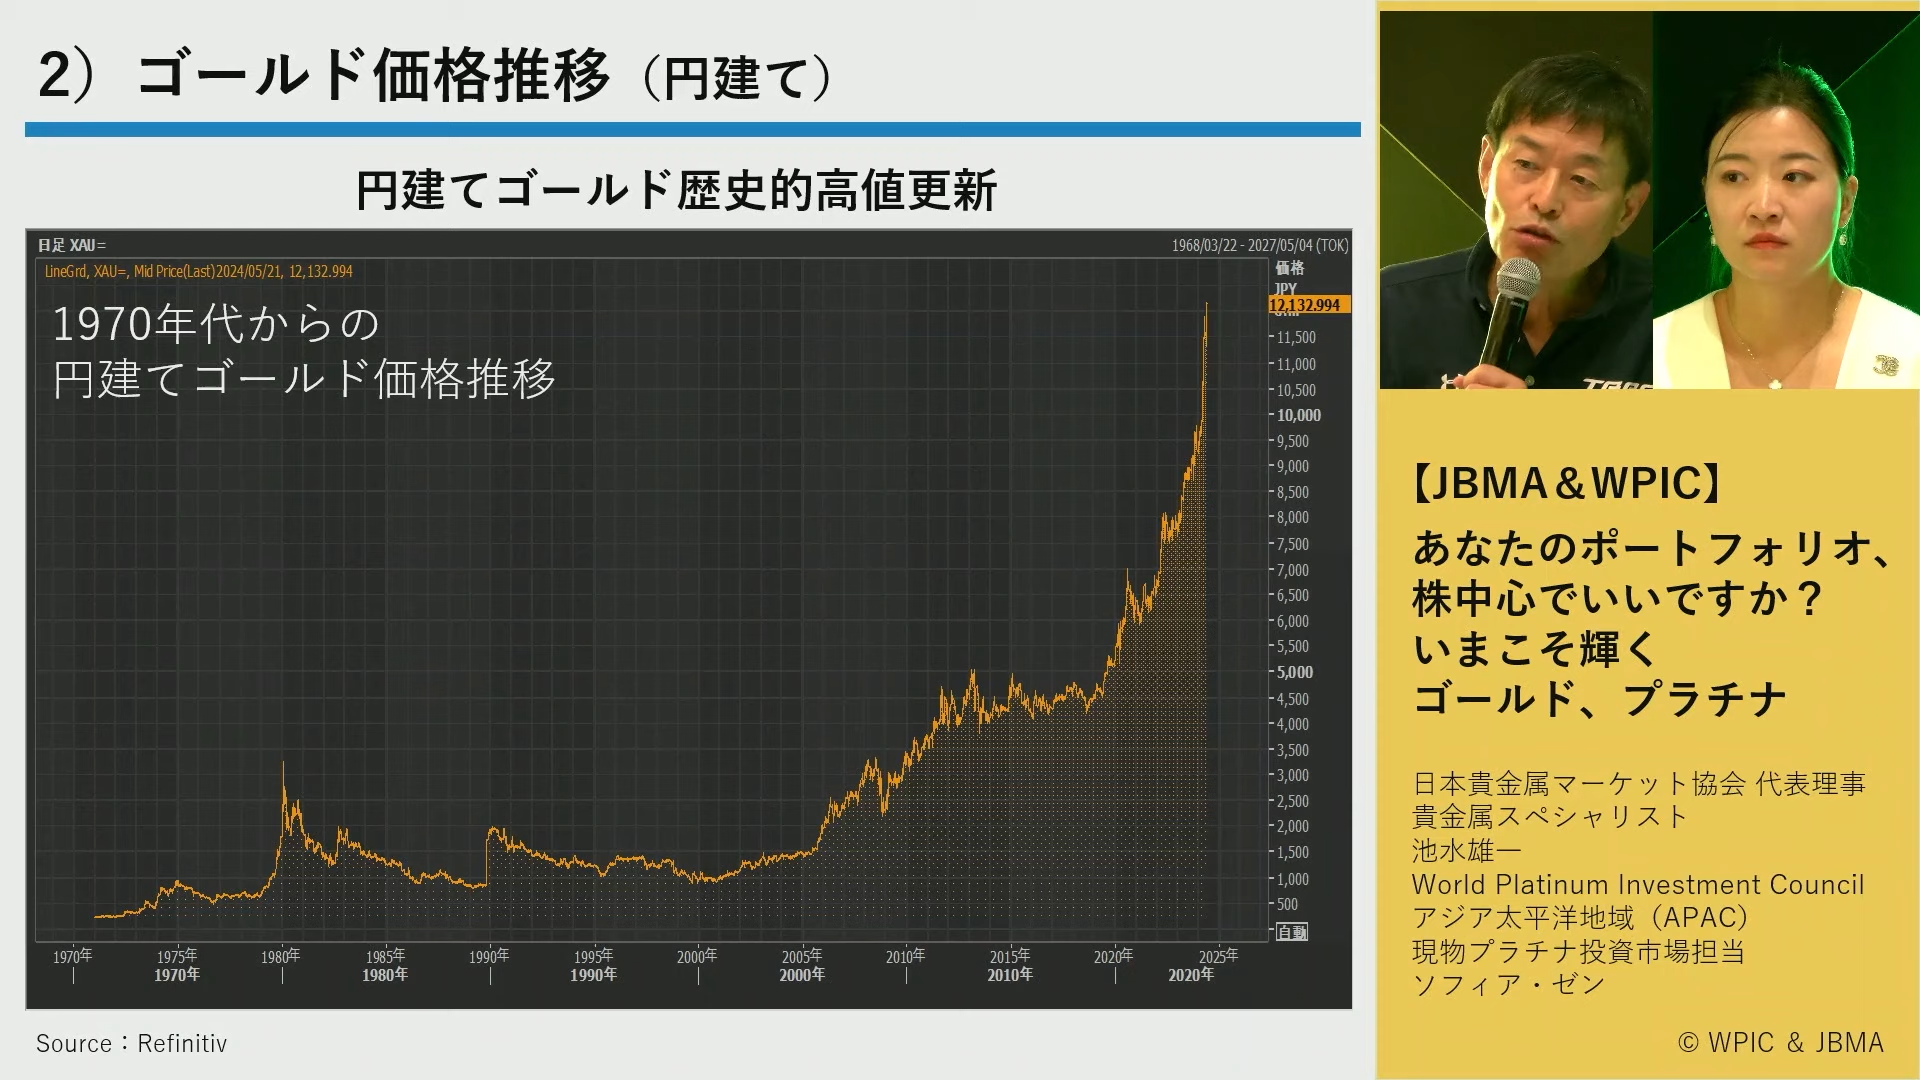 2）ゴールド価格推移（円建て）
円建てゴールド歴史的高値更新
日足 XAU=
1968/03/22 - 2027/05/04 (TOK)
LineGrd, XAU=, Mid Price(Last)2024/05/21, 12,132.994
1970年代からの
円建てゴールド価格推移
価格
JPY
12,132.994
11,500
11,000
10,500
10,000
9,500
9,000
8,500
8,000
7,500
7,000
6,500
6,000
5,500
5,000
4,500
4,000
3,500
3,000
2,500
2,000
1,500
1,000
500
自動
1970年 1975年 1980年 1985年 1990年 1995年 2000年 2005年 2010年 2015年 2020年 2025年
1970年 1980年 1990年 2000年 2010年 2020年
Source：Refinitiv
【JBMA＆WPIC】
あなたのポートフォリオ、
株中心でいいですか？
いまこそ輝く
ゴールド、プラチナ
日本貴金属マーケット協会 代表理事
貴金属スペシャリスト
池水雄一
World Platinum Investment Council
アジア太平洋地域（APAC）
現物プラチナ投資市場担当
ソフィア・ゼン
© WPIC & JBMA